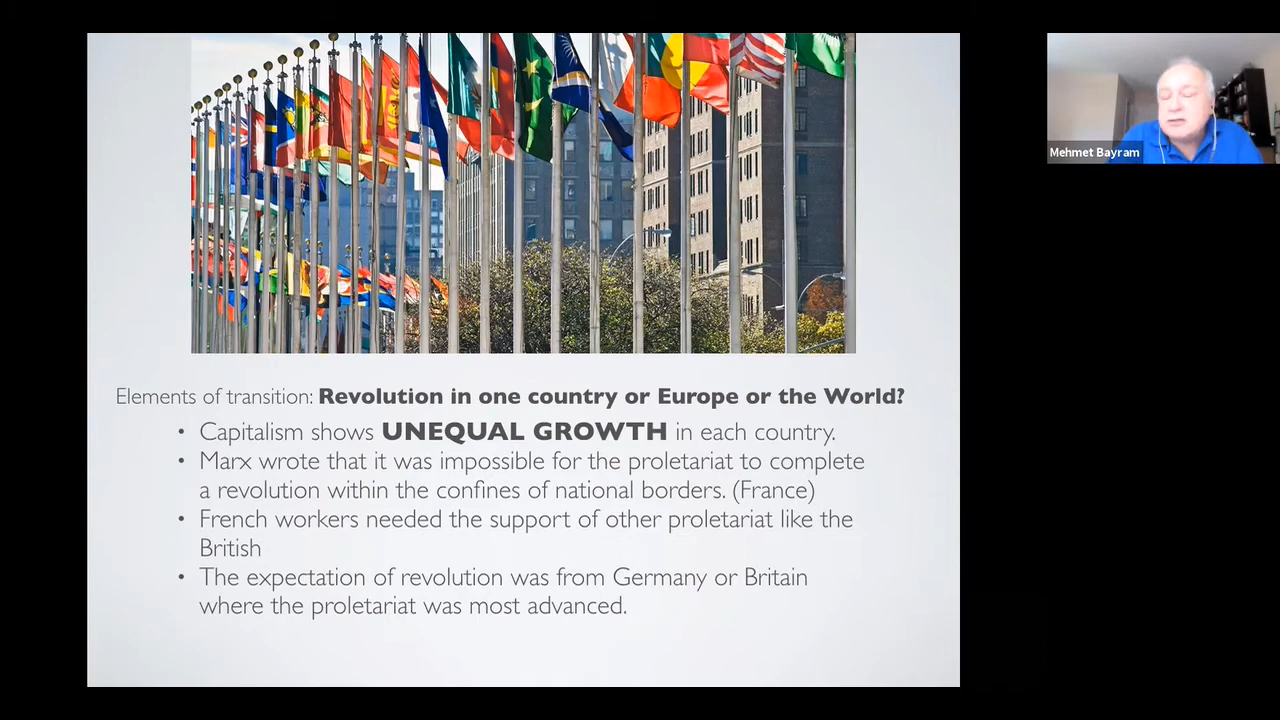 Mehmet Bayram
Elements of transition: Revolution in one country or Europe or the World?
• Capitalism shows UNEQUAL GROWTH in each country.
• Marx wrote that it was impossible for the proletariat to complete
a revolution within the confines of national borders. (France)
• French workers needed the support of other proletariat like the
British
• The expectation of revolution was from Germany or Britain
where the proletariat was most advanced.